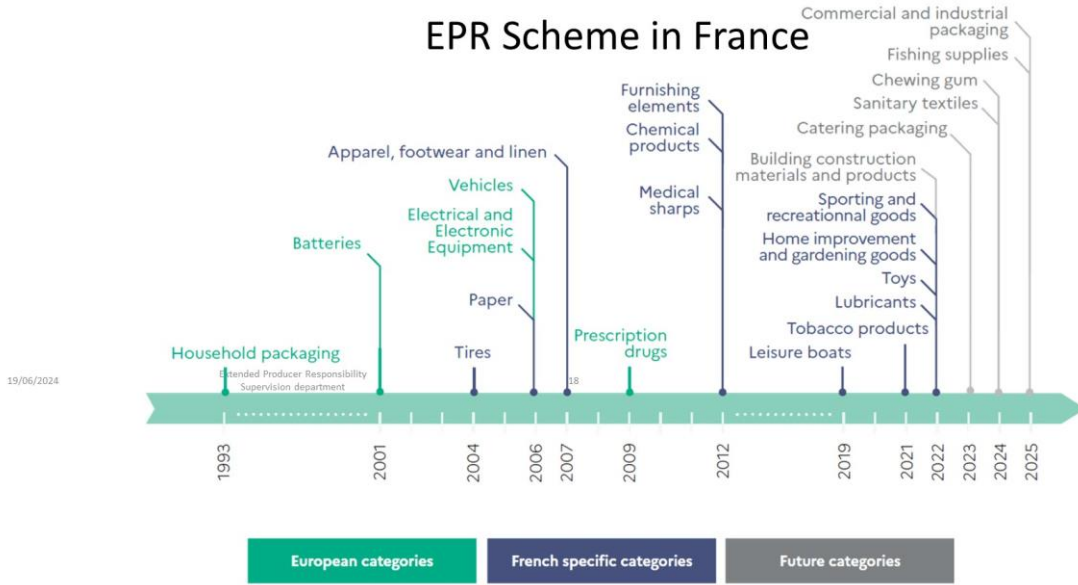 EPR Scheme in France
Commercial and industrial
packaging
Fishing supplies
Chewing gum
Sanitary textiles
Catering packaging
Building construction
materials and products
Sporting and
recreationnal goods
Home improvement
and gardening goods
Toys
Lubricants
Tobacco products
Leisure boats
Furnishing
elements
Chemical
products
Medical
sharps
Apparel, footwear and linen
Vehicles
Electrical and
Electronic
Equipment
Batteries
Paper
Prescription
drugs
Household packaging
Tires
19/06/2024
Extended Producer Responsibility
Supervision department
18
1993
2001
2004
2006
2007
2009
2012
2019
2021
2022
2023
2024
2025
European categories
French specific categories
Future categories